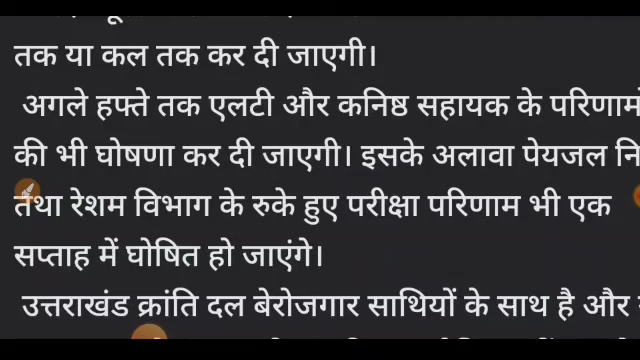 तक या कल तक कर दी जाएगी।
अगले हफ्ते तक एलटी और कनिष्ठ सहायक के परिणामो
की भी घोषणा कर दी जाएगी। इसके अलावा पेयजल
तथा रेशम विभाग के रुके हुए परीक्षा परिणाम भी एक
सप्ताह में घोषित हो जाएंगे।
उत्तराखंड क्रांति दल बेरोजगार साथियों के साथ है और